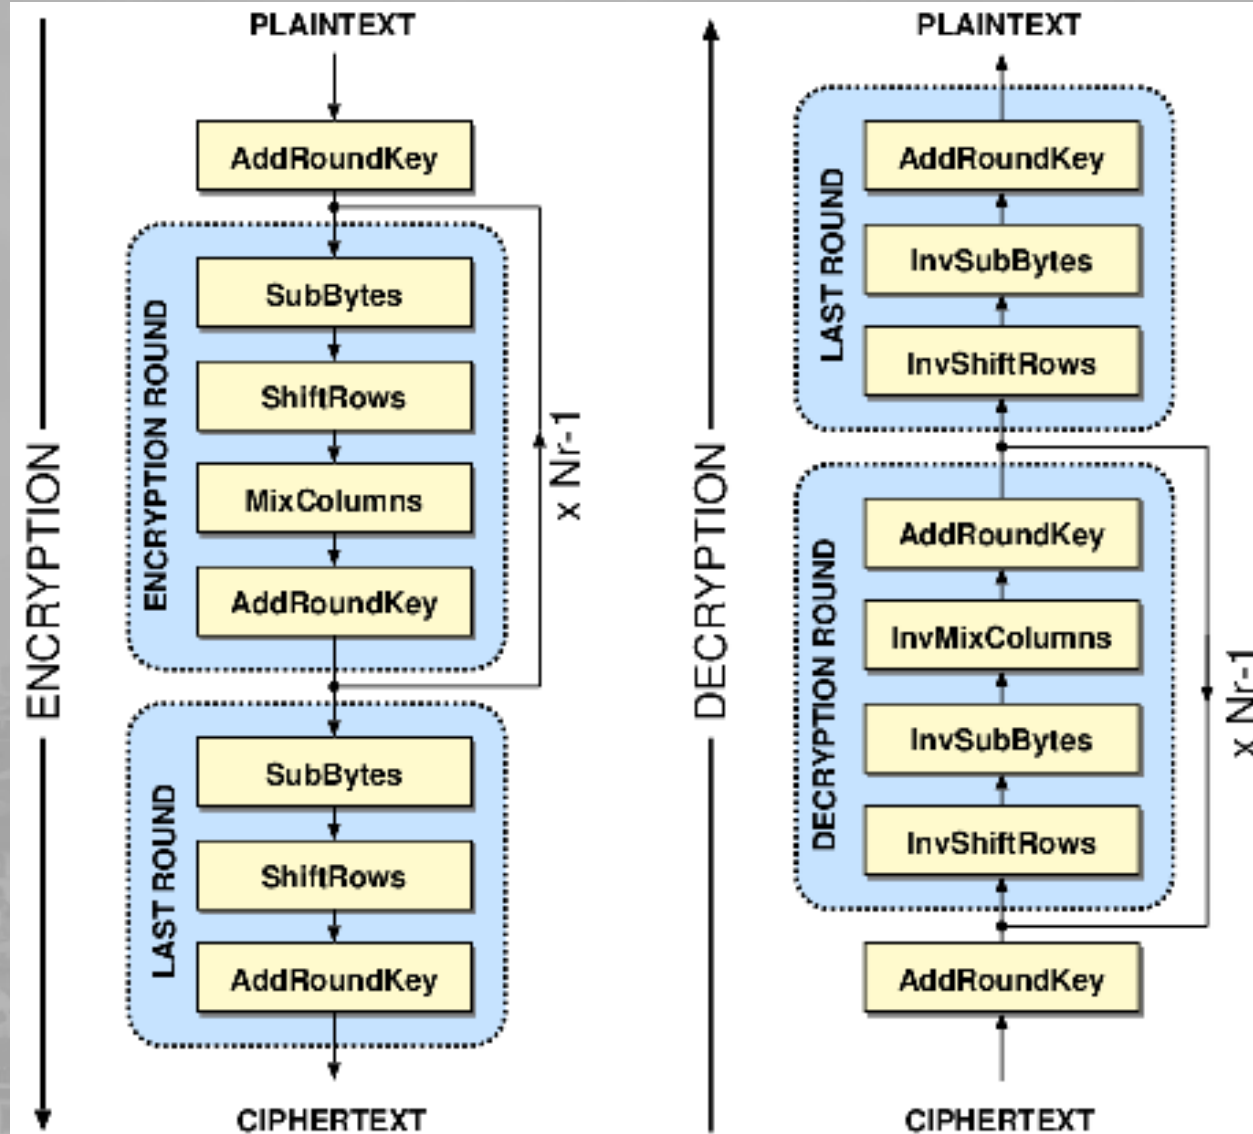 PLAINTEXT
AddRoundKey
ENCRYPTION ROUND
SubBytes
ShiftRows
MixColumns
AddRoundKey
x Nr-1
ENCRYPTION
LAST ROUND
SubBytes
ShiftRows
AddRoundKey
CIPHERTEXT
PLAINTEXT
LAST ROUND
AddRoundKey
InvSubBytes
InvShiftRows
DECRYPTION
DECRYPTION ROUND
AddRoundKey
InvMixColumns
InvSubBytes
InvShiftRows
x Nr-1
AddRoundKey
CIPHERTEXT